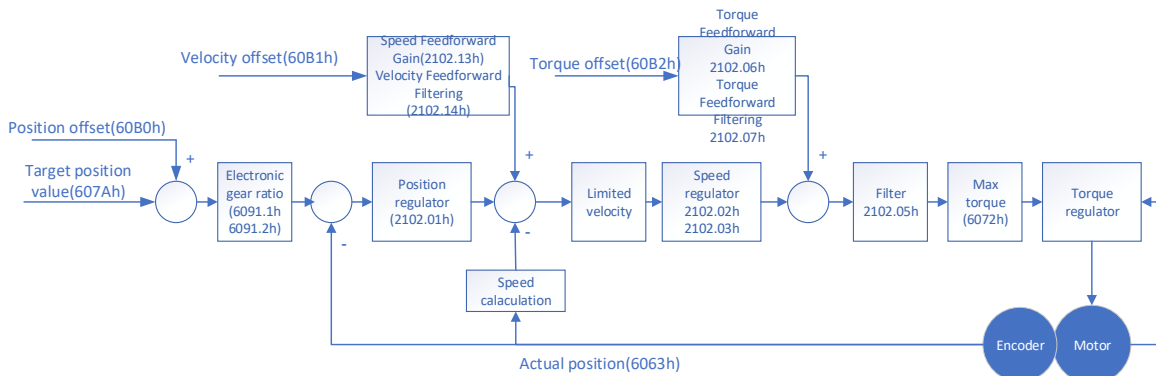 Velocity offset(60B1h)
Speed Feedforward
Gain(2102.13h)
Velocity Feedforward
Filtering
(2102.14h)
Torque offset(60B2h)
Torque
Feedforward
Gain
2102.06h
Torque
Feedforward
Filtering
2102.07h
Position offset(60B0h)
+
Target position
value(607Ah)
Electronic
gear ratio
(6091.1h
6091.2h)
-
Position
regulator
(2102.01h)
+
-
Limited
velocity
Speed
regulator
2102.02h
2102.03h
+
Filter
2102.05h
Max
torque
(6072h)
Torque
regulator
Speed
calaculation
Encoder
Motor
Actual position(6063h)